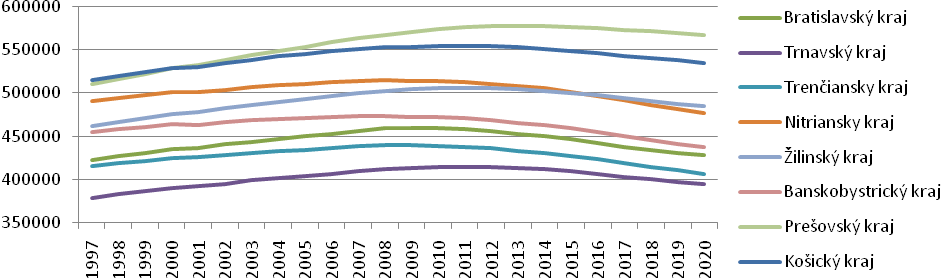 600000
550000
500000
450000
400000
350000
1997 1998 1999 2000 2001 2002 2003 2004 2005 2006 2007 2008 2009 2010 2011 2012 2013 2014 2015 2016 2017 2018 2019 2020
Bratislavský kraj
Trnavský kraj
Trenčiansky kraj
Nitriansky kraj
Žilinský kraj
Banskobystrický kraj
Prešovský kraj
Košický kraj